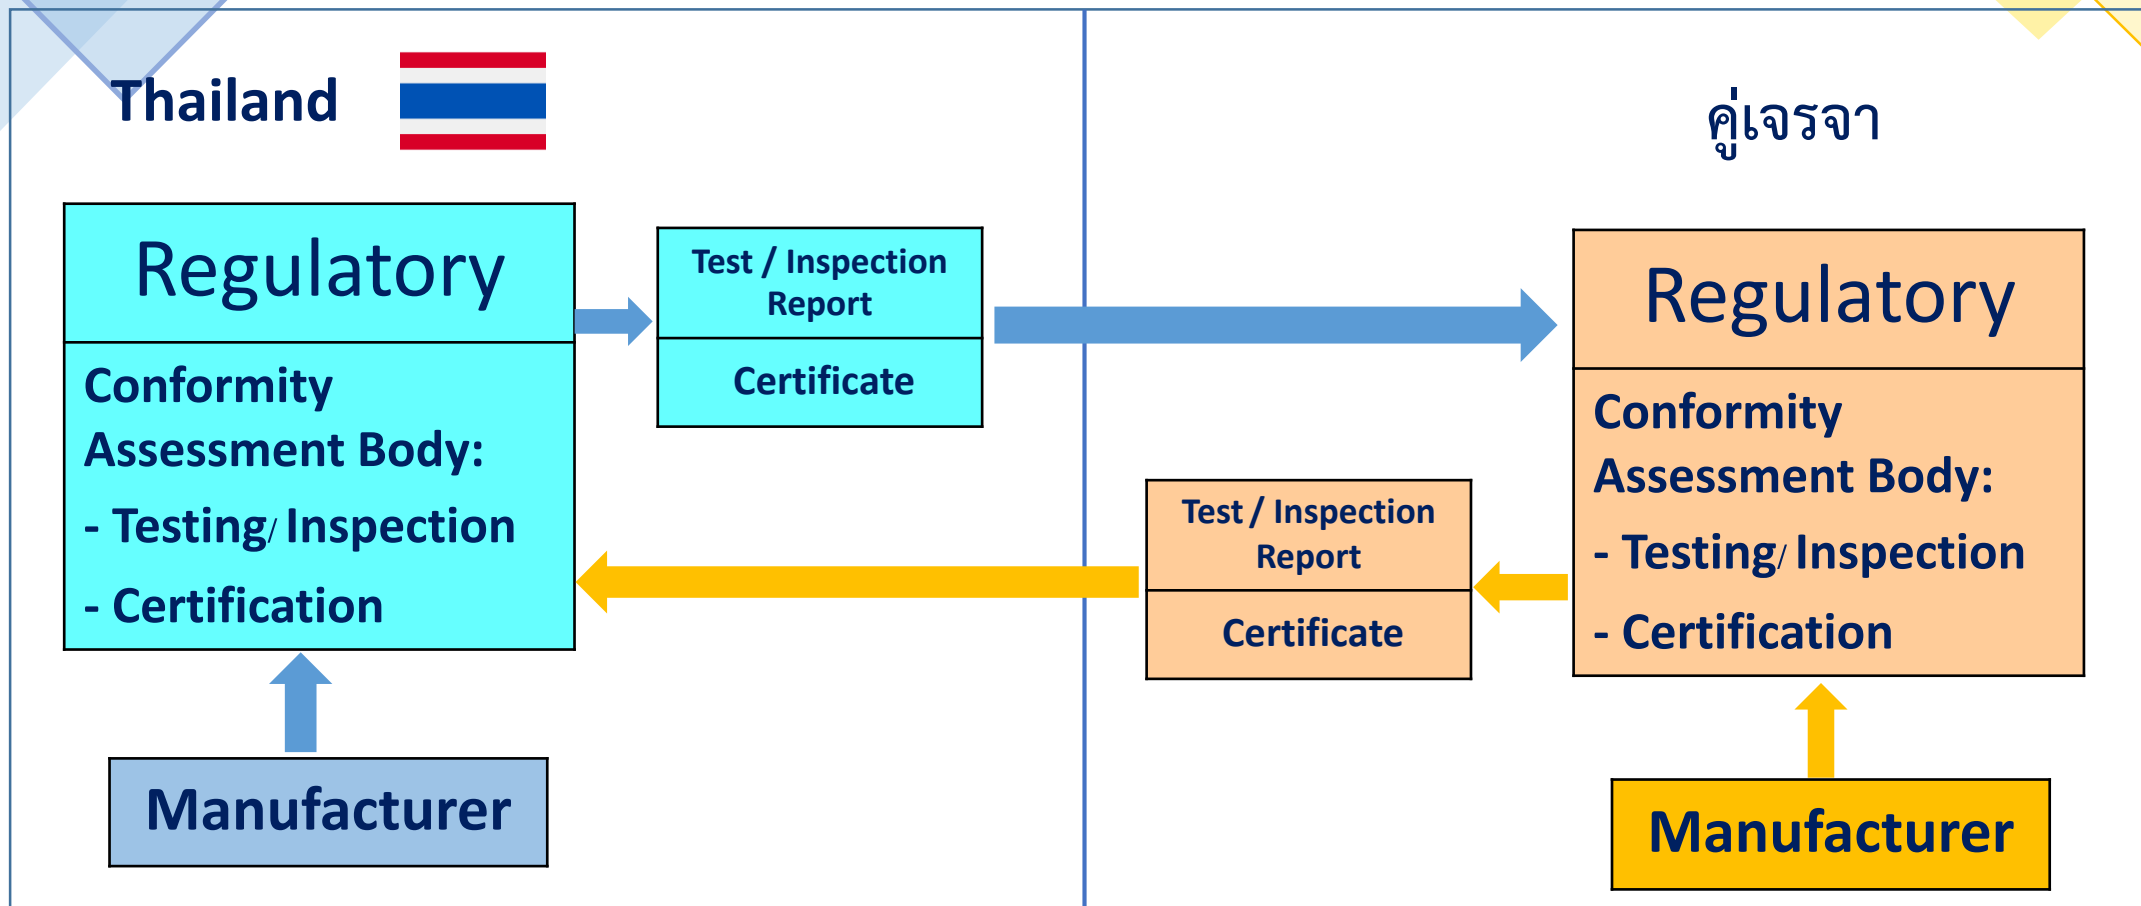 Thailand
คู่เจรจา
Regulatory
Conformity
Assessment Body:
- Testing/ Inspection
- Certification
Manufacturer
Test / Inspection
Report
Certificate
Test / Inspection
Report
Certificate
Regulatory
Conformity
Assessment Body:
- Testing/ Inspection
- Certification
Manufacturer